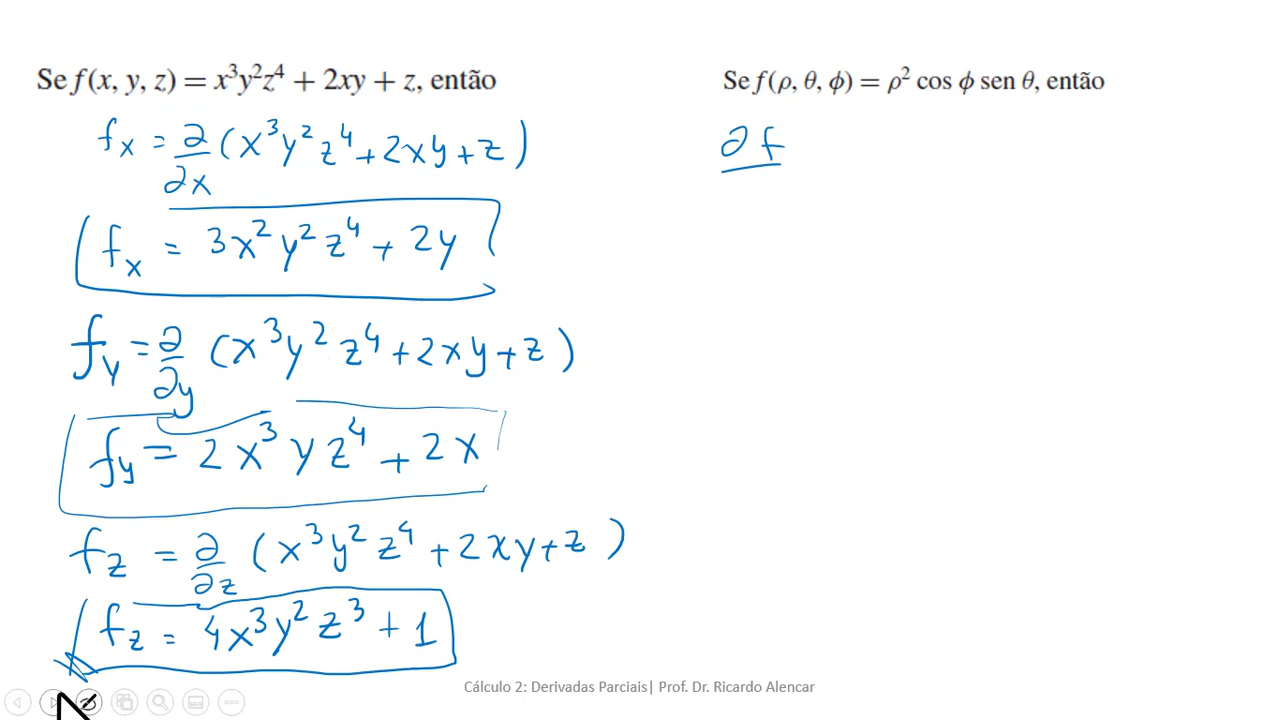 Se f(x, y, z) = x³y²z⁴ + 2xy + z, então
fx = ∂/∂x (x³y²z⁴ + 2xy + z)
fx = 3x²y²z⁴ + 2y
fy = ∂/∂y (x³y²z⁴ + 2xy + z)
fy = 2x³yz⁴ + 2x
fz = ∂/∂z (x³y²z⁴ + 2xy + z)
fz = 4x³y²z³ + 1
Se f(ρ, θ, ϕ) = ρ² cos ϕ sen θ, então
∂f
Cálculo 2: Derivadas Parciais| Prof. Dr. Ricardo Alencar